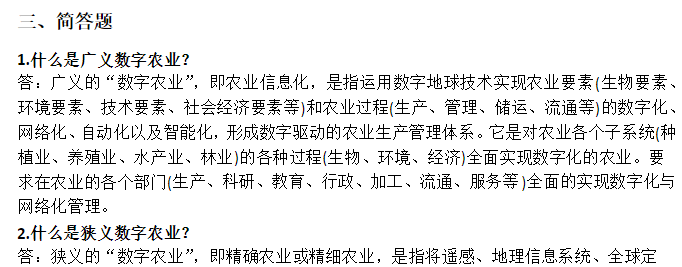 三、简答题
1.什么是广义数字农业?
答：广义的“数字农业”，即农业信息化，是指运用数字地球技术实现农业要素(生物要素、
环境要素、技术要素、社会经济要素等)和农业过程(生产、管理、储运、流通等)的数字化、
网络化、自动化以及智能化，形成数字驱动的农业生产管理体系。它是对农业各个子系统(种
植业、养殖业、水产业、林业)的各种过程(生物、环境、经济)全面实现数字化的农业。要
求在农业的各个部门(生产、科研、教育、行政、加工、流通、服务等)全面的实现数字化与
网络化管理。
2.什么是狭义数字农业?
答：狭义的“数字农业”，即精确农业或精细农业，是指将遥感、地理信息系统、全球定